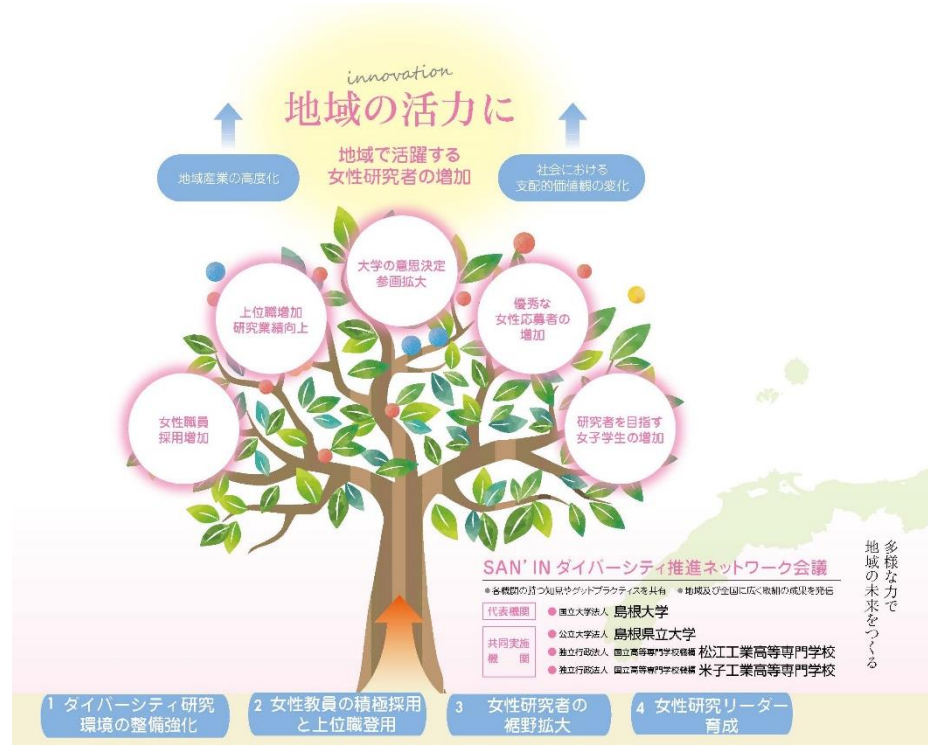 innovation
地域の活力に
地域で活躍する
女性研究者の増加
地域産業の高度化
社会における
支配的価値観の変化
大学の意思決定
参画拡大
上位職増加
研究業績向上
優秀な
女性応募者の
増加
女性職員
採用増加
研究者を目指す
女子学生の増加
SAN'IN ダイバーシティ推進ネットワーク会議
●各機関の持つ知見やグッドプラクティスを共有 ●地域及び全国に広く取組の成果を発信
代表機関
●国立大学法人 島根大学
共同実施
機 関
●公立大学法人 島根県立大学
●独立行政法人 国立高等専門学校機構 松江工業高等専門学校
●独立行政法人 国立高等専門学校機構 米子工業高等専門学校
多様な力で
地域の未来をつくる
1 ダイバーシティ研究
環境の整備強化
2 女性教員の積極採用
と上位職登用
3 女性研究者の
裾野拡大
4 女性研究リーダー
育成